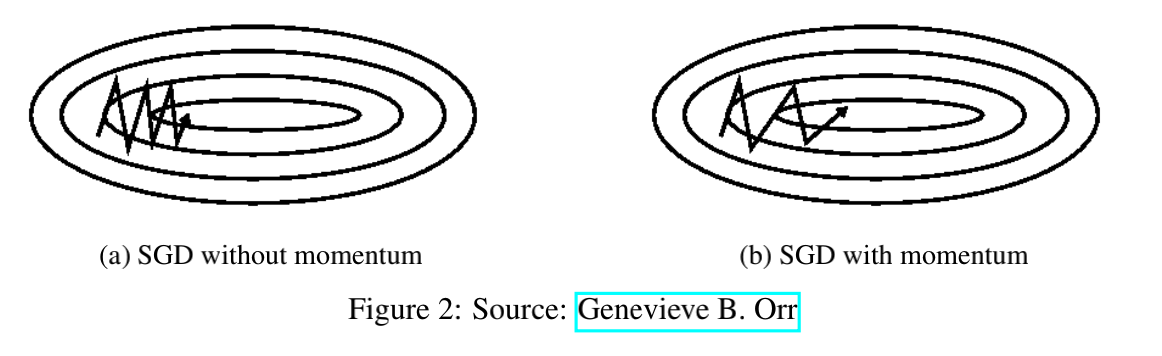 (a) SGD without momentum
(b) SGD with momentum
Figure 2: Source: Genevieve B. Orr